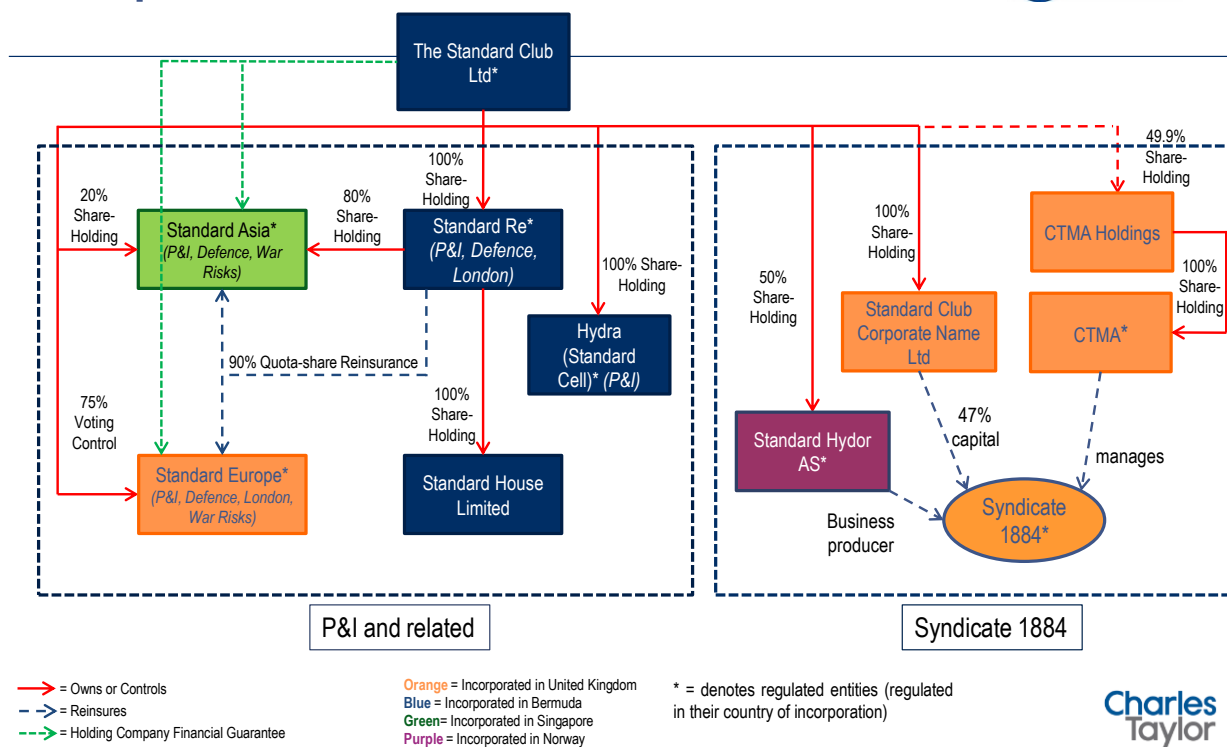 The Standard Club
Ltd*
49.9%
Share-
Holding
100%
Share-
Holding
20%
Share-
Holding
80%
Share-
Holding
Standard Asia*
(P&I, Defence, War
Risks)
Standard Re*
(P&I, Defence,
London)
100%
Share-
Holding
CTMA Holdings
100% Share-
Holding
50%
Share-
Holding
100%
Share-
Holding
Standard Club
Corporate Name
Ltd
CTMA*
Hydra
(Standard
Cell)* (P&I)
90% Quota-share Reinsurance
75%
Voting
Control
100%
Share-
Holding
Standard Hydor
AS*
47%
capital
manages
Standard Europe*
(P&I, Defence, London,
War Risks)
Standard House
Limited
Syndicate
1884*
Business
producer
P&I and related
Syndicate 1884
= Owns or Controls
= Reinsures
= Holding Company Financial Guarantee
Orange = Incorporated in United Kingdom
Blue = Incorporated in Bermuda
Green= Incorporated in Singapore
Purple = Incorporated in Norway
* = denotes regulated entities (regulated
in their country of incorporation)
Charles
Taylor